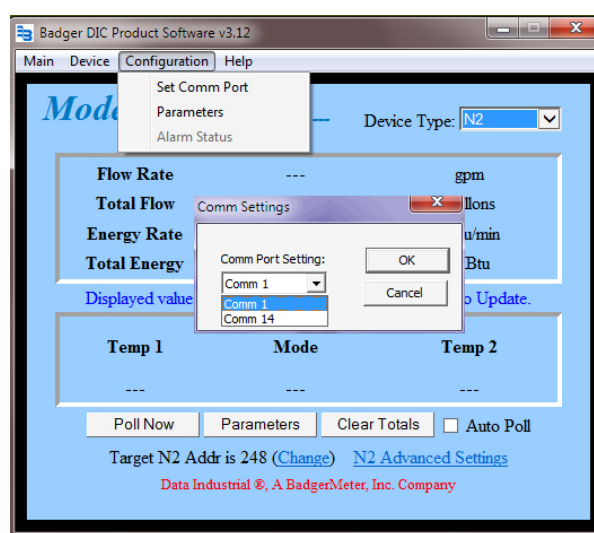 Badger DIC Product Software v3.12
Main Device Configuration Help
Set Comm Port
Parameters
Alarm Status
--- Device Type: N2
Flow Rate --- gpm
Total Flow
Energy Rate
Total Energy Btu
Comm Settings
Comm Port Setting: OK
Comm 1 Cancel
Comm 1
Comm 14
Displayed value o Update.
Temp 1 Mode Temp 2
--- --- ---
Poll Now Parameters Clear Totals Auto Poll
Target N2 Addr is 248 (Change) N2 Advanced Settings
Data Industrial ®, A BadgerMeter, Inc. Company